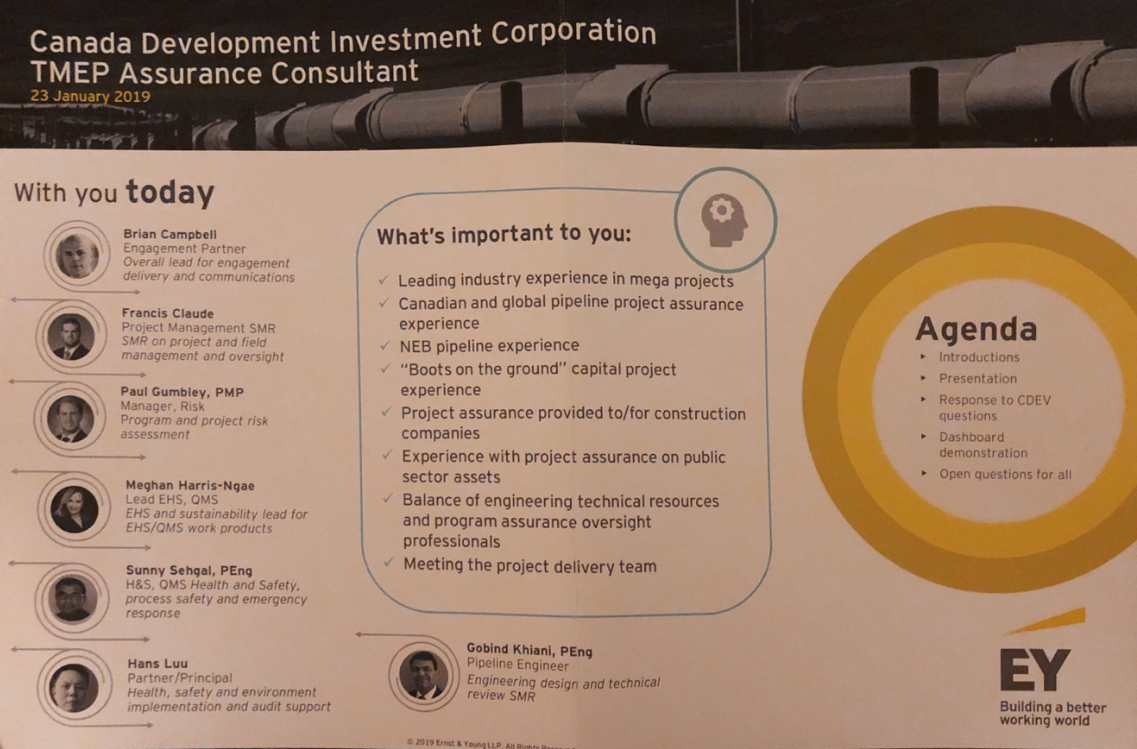 Canada Development Investment Corporation
TMEP Assurance Consultant
23 January 2019
With you today
Brian Campbell
Engagement Partner
Overall lead for engagement
delivery and communications
Francis Claude
Project Management SMR
SMR on project and field
management and oversight
Paul Gumbley, PMP
Manager, Risk
Program and project risk
assessment
Meghan Harris-Ngae
Lead EHS, QMS
EHS and sustainability lead for
EHS/QMS work products
Sunny Sehgal, PEng
H&S, QMS Health and Safety,
process safety and emergency
response
Hans Luu
Partner/Principal
Health, safety and environment
implementation and audit support
What's important to you:
✓ Leading industry experience in mega projects
✓ Canadian and global pipeline project assurance
experience
✓ NEB pipeline experience
✓ "Boots on the ground" capital project
experience
✓ Project assurance provided to/for construction
companies
✓ Experience with project assurance on public
sector assets
✓ Balance of engineering technical resources
and program assurance oversight
professionals
✓ Meeting the project delivery team
Gobind Khiani, PEng
Pipeline Engineer
Engineering design and technical
review SMR
Agenda
▸ Introductions
▸ Presentation
▸ Response to CDEV
questions
▸ Dashboard
demonstration
▸ Open questions for all
EY
Building a better
working world
© 2019 Ernst & Young LLP. All Rights